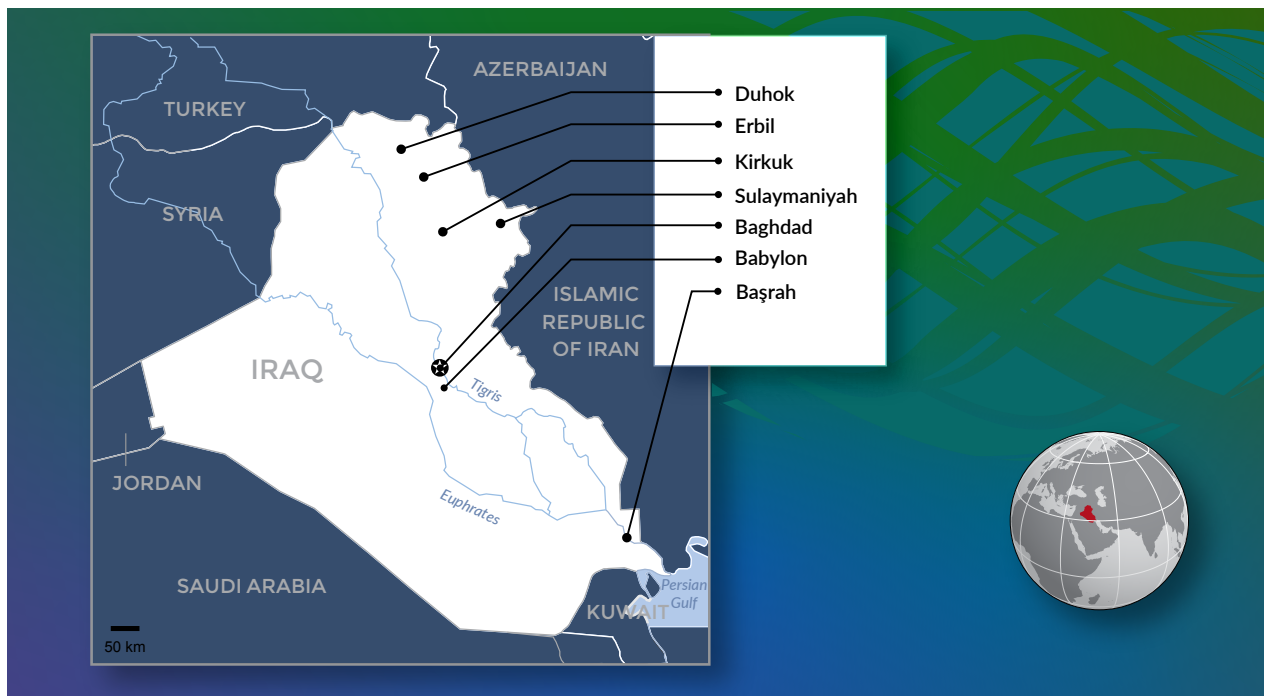 AZERBAIJAN
TURKEY
SYRIA
ISLAMIC
REPUBLIC
OF IRAN
IRAQ
Tigris
Euphrates
JORDAN
SAUDI ARABIA
KUWAIT
Persian
Gulf
50 km
Duhok
Erbil
Kirkuk
Sulaymaniyah
Baghdad
Babylon
Başrah